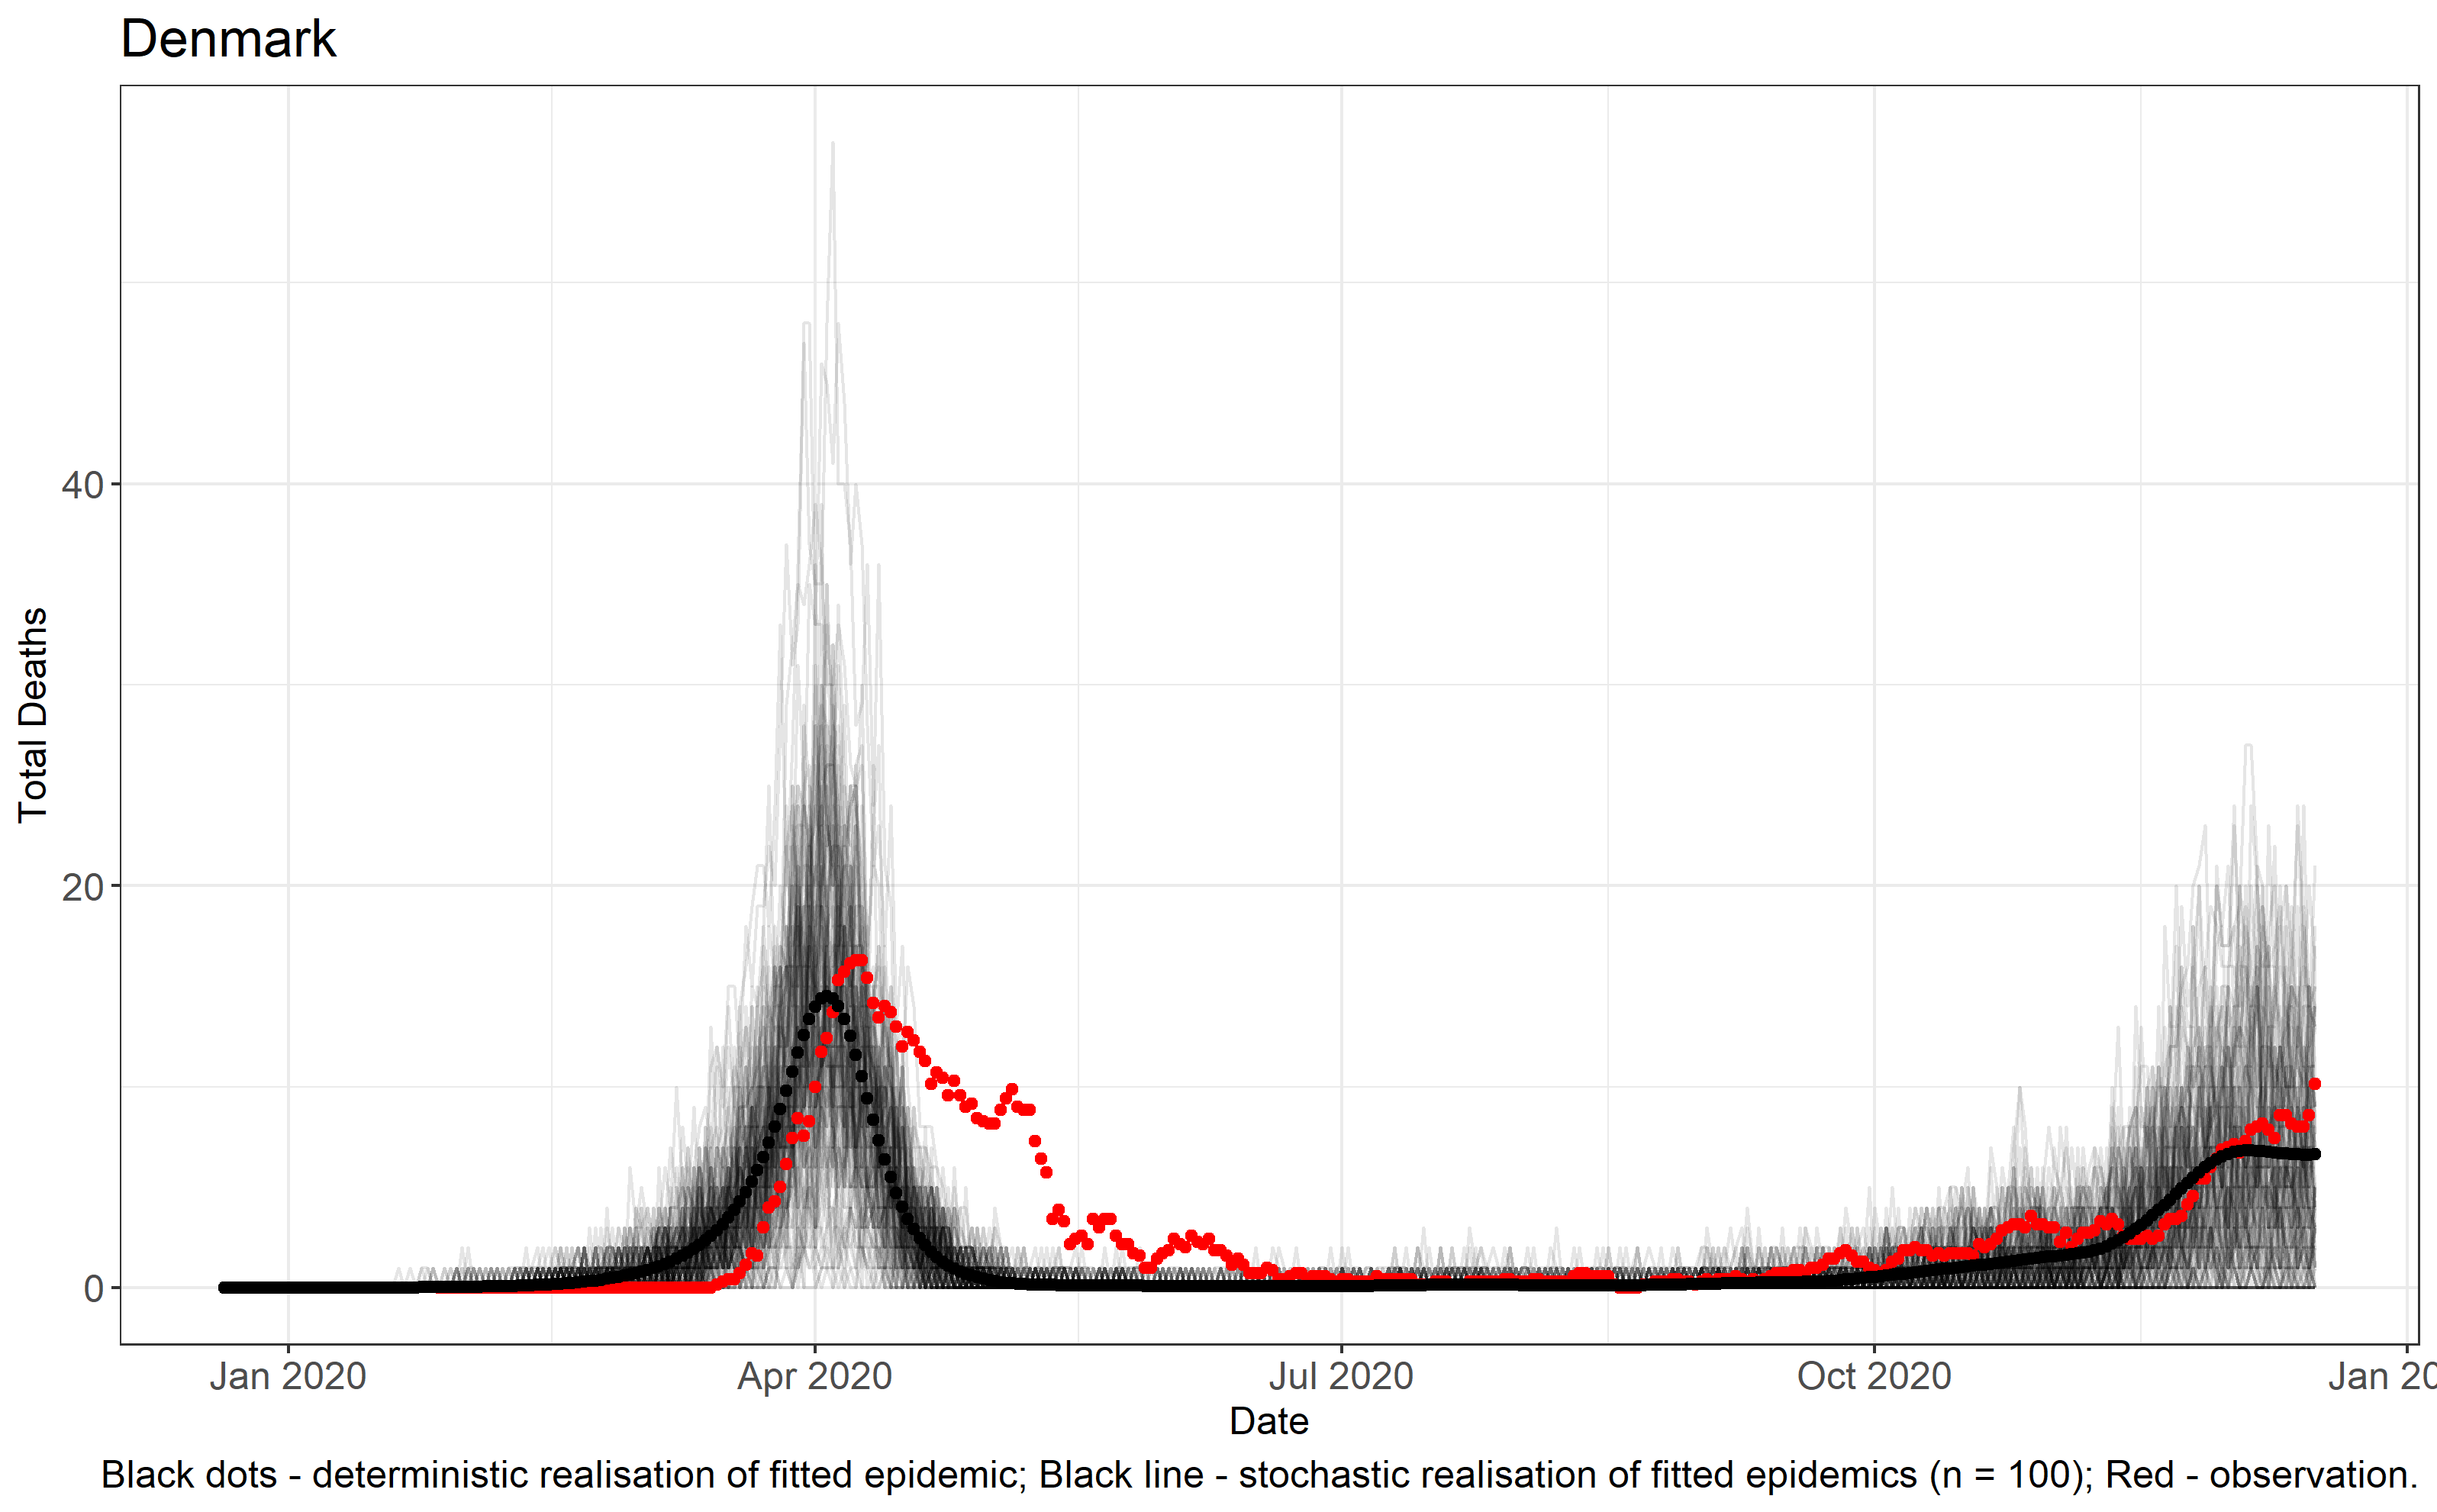 Denmark
Total Deaths
40
20
0
Jan 2020
Apr 2020
Jul 2020
Oct 2020
Jan 20
Date
Black dots - deterministic realisation of fitted epidemic; Black line - stochastic realisation of fitted epidemics (n = 100); Red - observation.